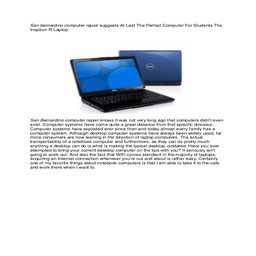 San bernardino computer repair suggests At Last The Perfect Computer For Students The
Inspiron R Laptop
DELL
San Bernardino computer repair knows It was not very long ago that computers didn't even
exist. Computer systems have come quite a great distance from that specific dinosaur.
Computer systems have exploded ever since then and today almost every family has a
computer system. Although desktop computer systems have always been widely used, far
more consumers are now leaning in the direction of laptop computers. The actual
transportability of a notebook computer and furthermore, as they can do pretty much
anything a desktop can do is what is making the laptop desktop outdated. Have you ever
attempted to bring your current desktop computer on the bus with you? It seriously isn't
going to work out. And also the fact that WiFi comes standard in the majority of laptops,
acquiring an Internet connection whenever you're out and about is rather easy. Certainly
one of my favorite things about notebook computers is that I am able to take it to the cafe
and work there when I want to.